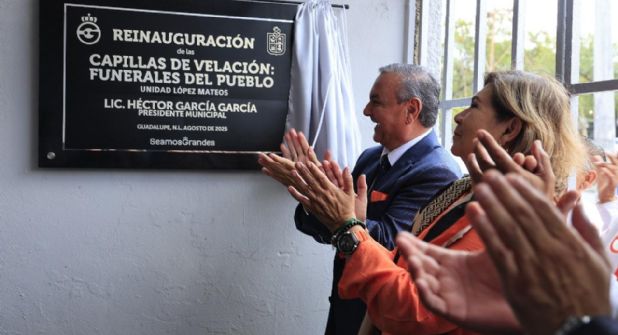 REINAUGURACIÓN
de las
CAPILLAS DE VELACIÓN:
FUNERALES DEL PUEBLO
UNIDAD LÓPEZ MATEOS
LIC. HÉCTOR GARCÍA GARCÍA
PRESIDENTE MUNICIPAL
GUADALUPE, N.L. AGOSTO DE 2025
SeamosGrandes